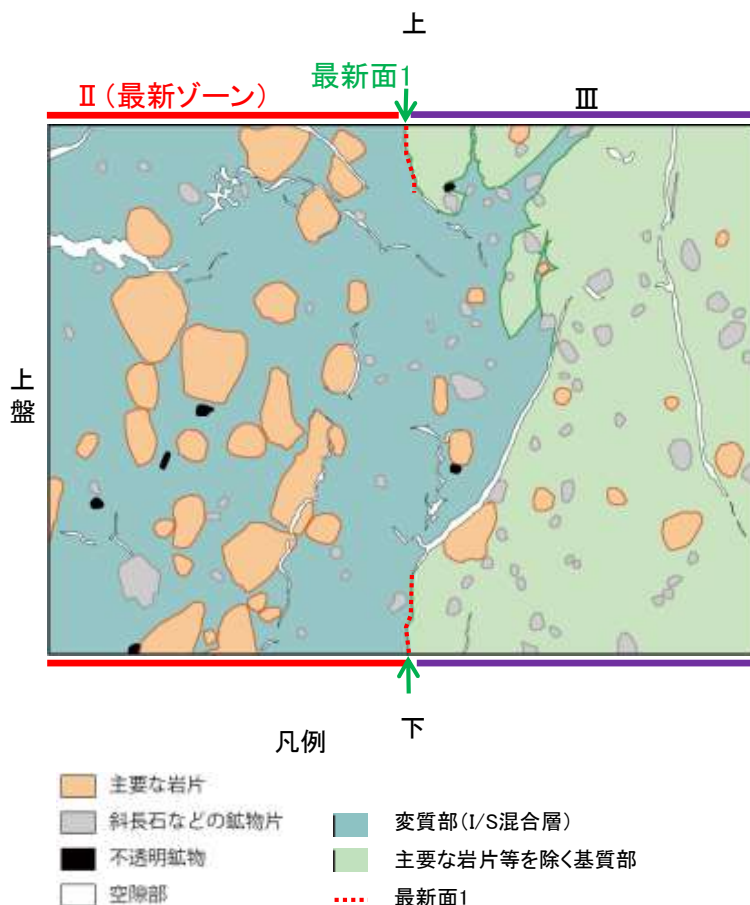 上
最新面1
Ⅱ(最新ゾーン)
Ⅲ
上盤
下
凡例
主要な岩片
斜長石などの鉱物片
不透明鉱物
空隙部
変質部(I/S混合層)
主要な岩片等を除く基質部
最新面1